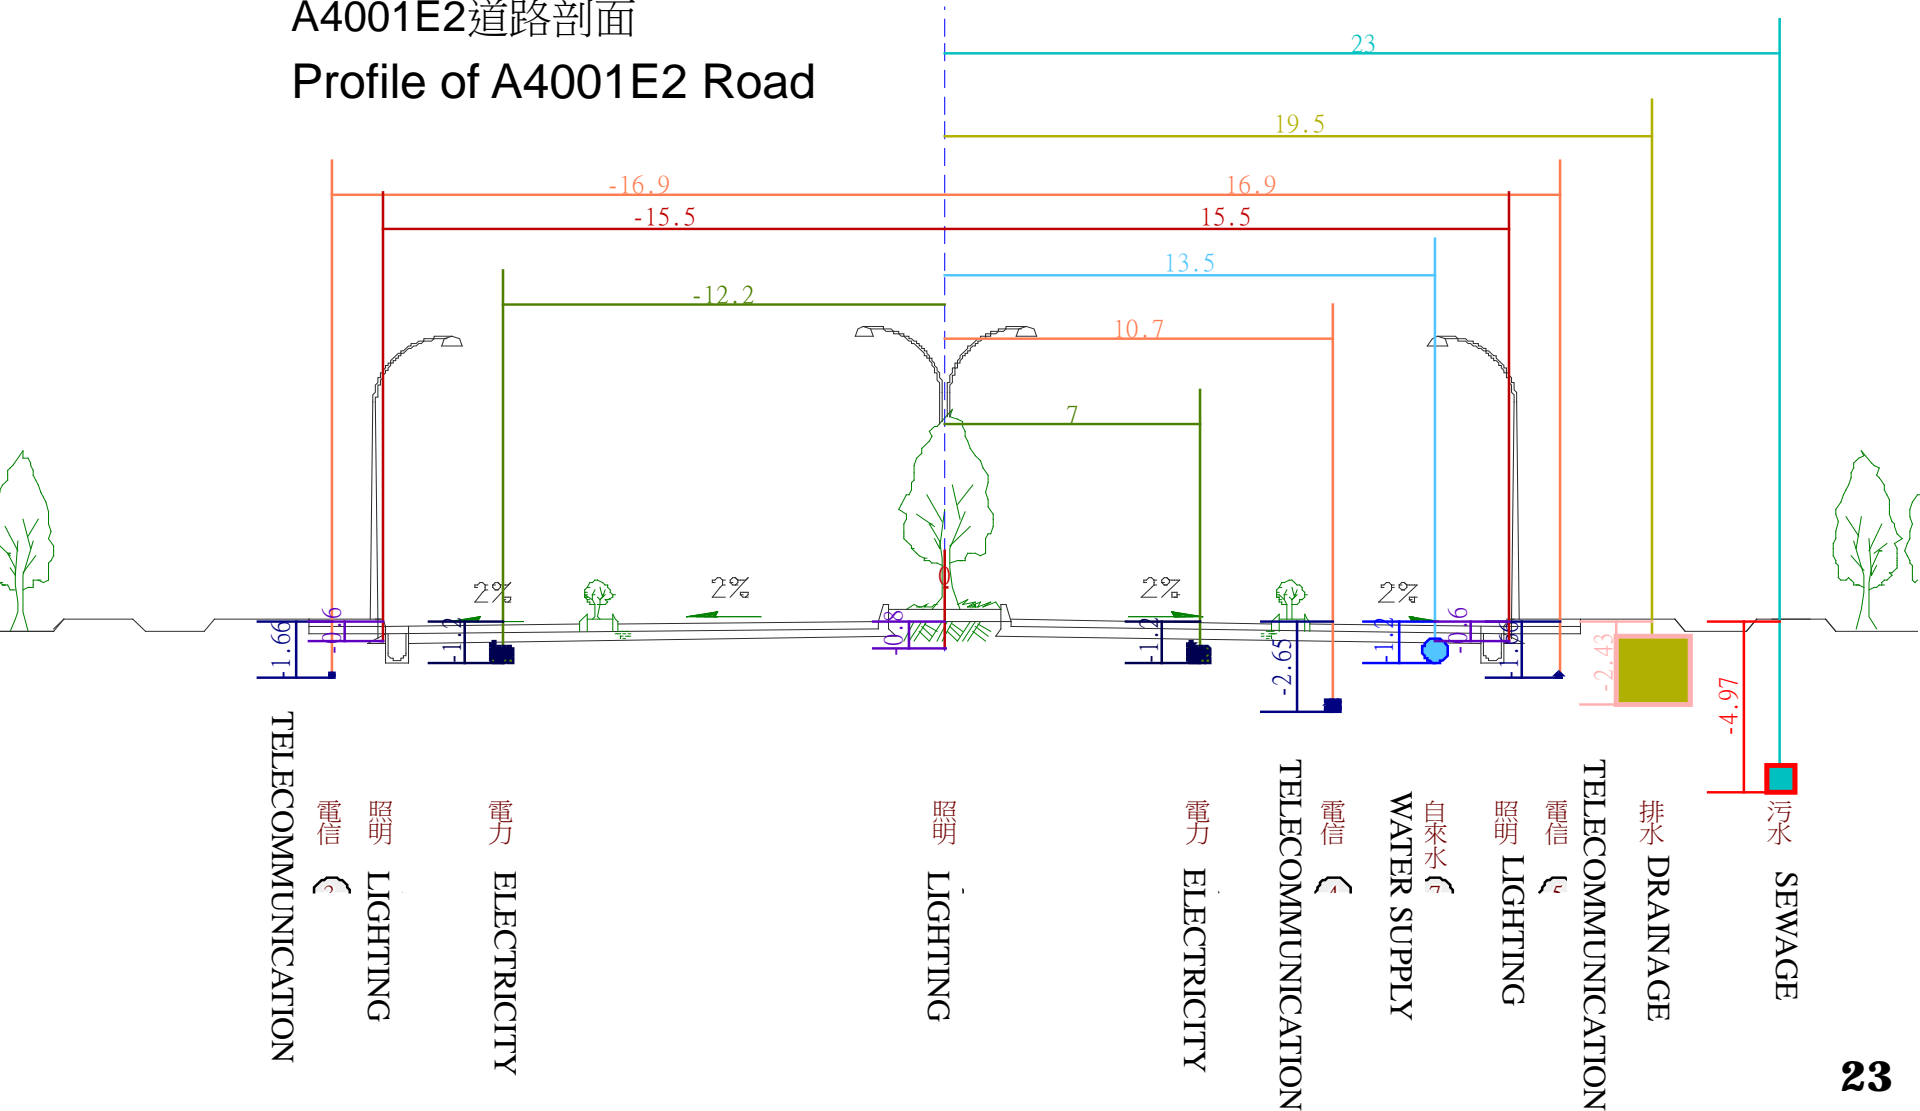 A4001E2道路剖面
Profile of A4001E2 Road
23
19.5
-16.9
16.9
-15.5
15.5
13.5
-12.2
10.7
7
0
2%
2%
2%
2%
-1.66
-0.6
-1.2
-0.8
-1.2
-2.65
-1.2
-0.6
-2.43
-4.97
TELECOMMUNICATION
電信
照明
LIGHTING
電力
ELECTRICITY
照明
LIGHTING
電力
ELECTRICITY
TELECOMMUNICATION
電信
WATER SUPPLY
自來水
照明
LIGHTING
電信
TELECOMMUNICATION
排水
DRAINAGE
污水
SEWAGE
23